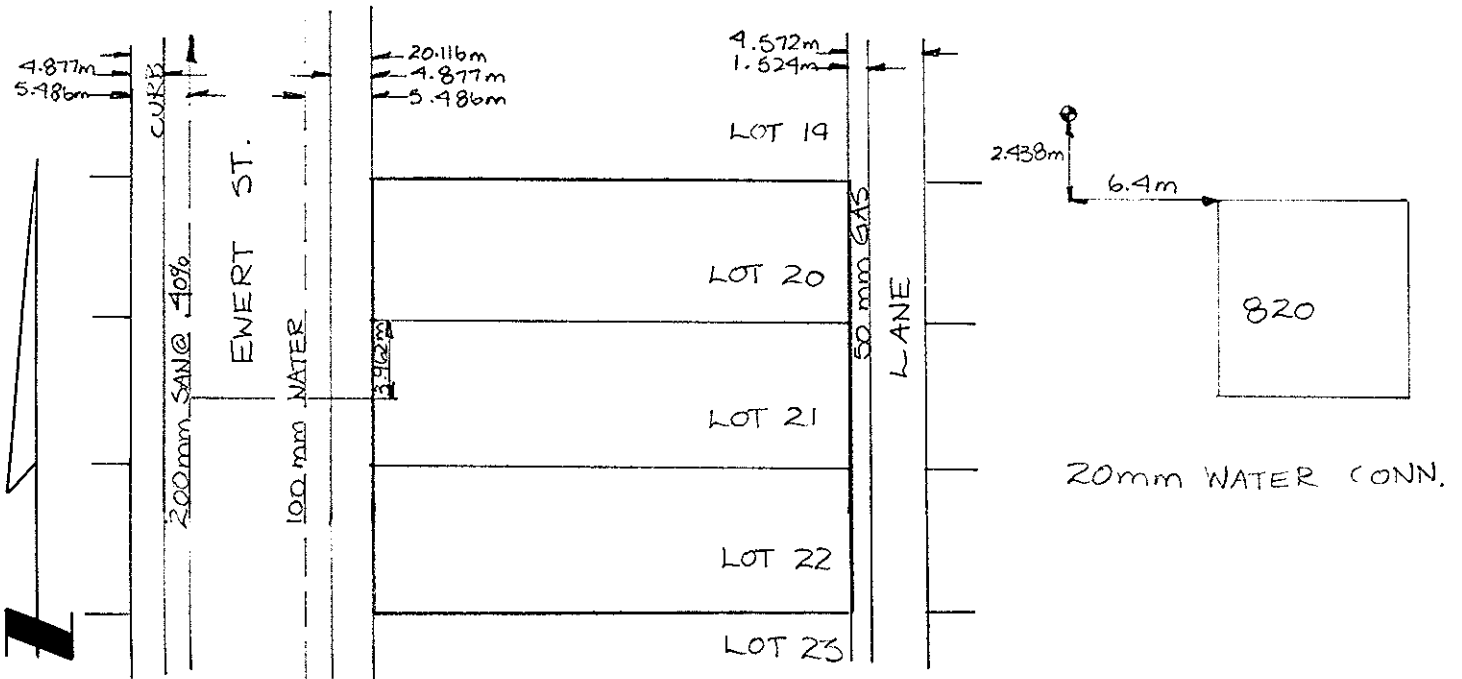 4.877m
5.486m
CURB
20.116m
4.877m
5.486m
4.572m
1.524m
LOT 19
2.438m
6.4m
EWERT ST.
200mm SAN@ .40%
100mm WATER
3.962m
LOT 20
50 mm GAS
LANE
820
LOT 21
20mm WATER CONN.
LOT 22
LOT 23
N